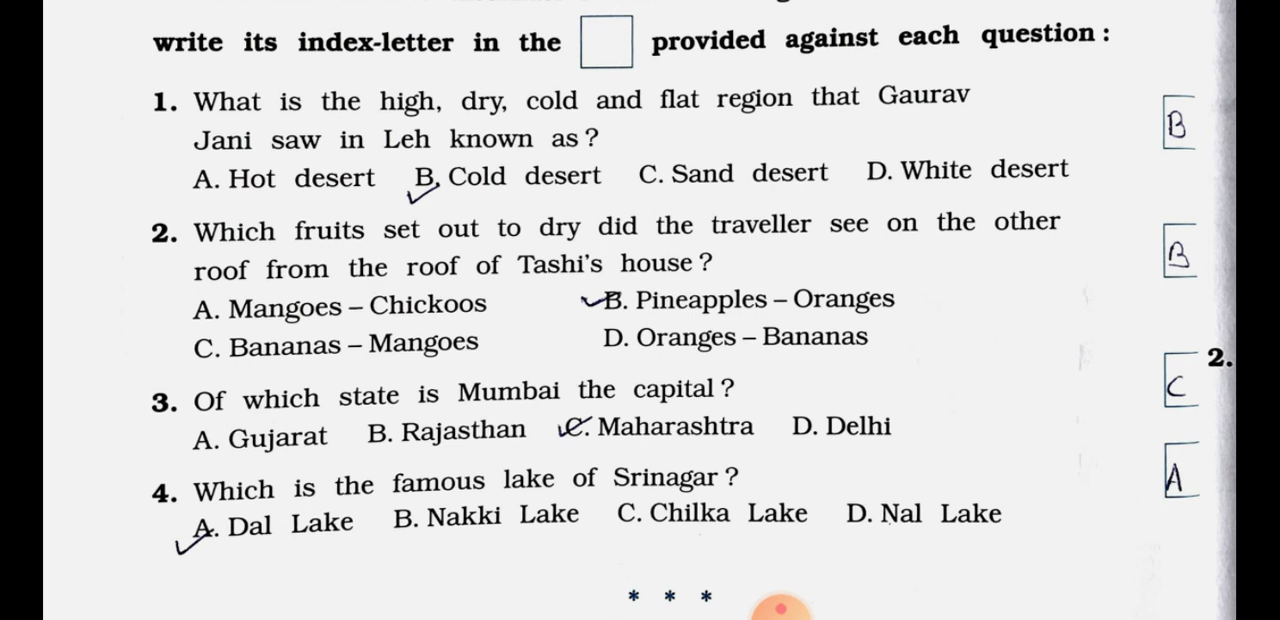 write its index-letter in the provided against each question :
1. What is the high, dry, cold and flat region that Gaurav
Jani saw in Leh known as ?
B
A. Hot desert B. Cold desert C. Sand desert D. White desert
2. Which fruits set out to dry did the traveller see on the other
roof from the roof of Tashi's house ?
B
A. Mangoes – Chickoos B. Pineapples – Oranges
C. Bananas – Mangoes D. Oranges – Bananas
2.
3. Of which state is Mumbai the capital ?
C
A. Gujarat B. Rajasthan C. Maharashtra D. Delhi
4. Which is the famous lake of Srinagar ?
A
A. Dal Lake B. Nakki Lake C. Chilka Lake D. Nal Lake
* * *